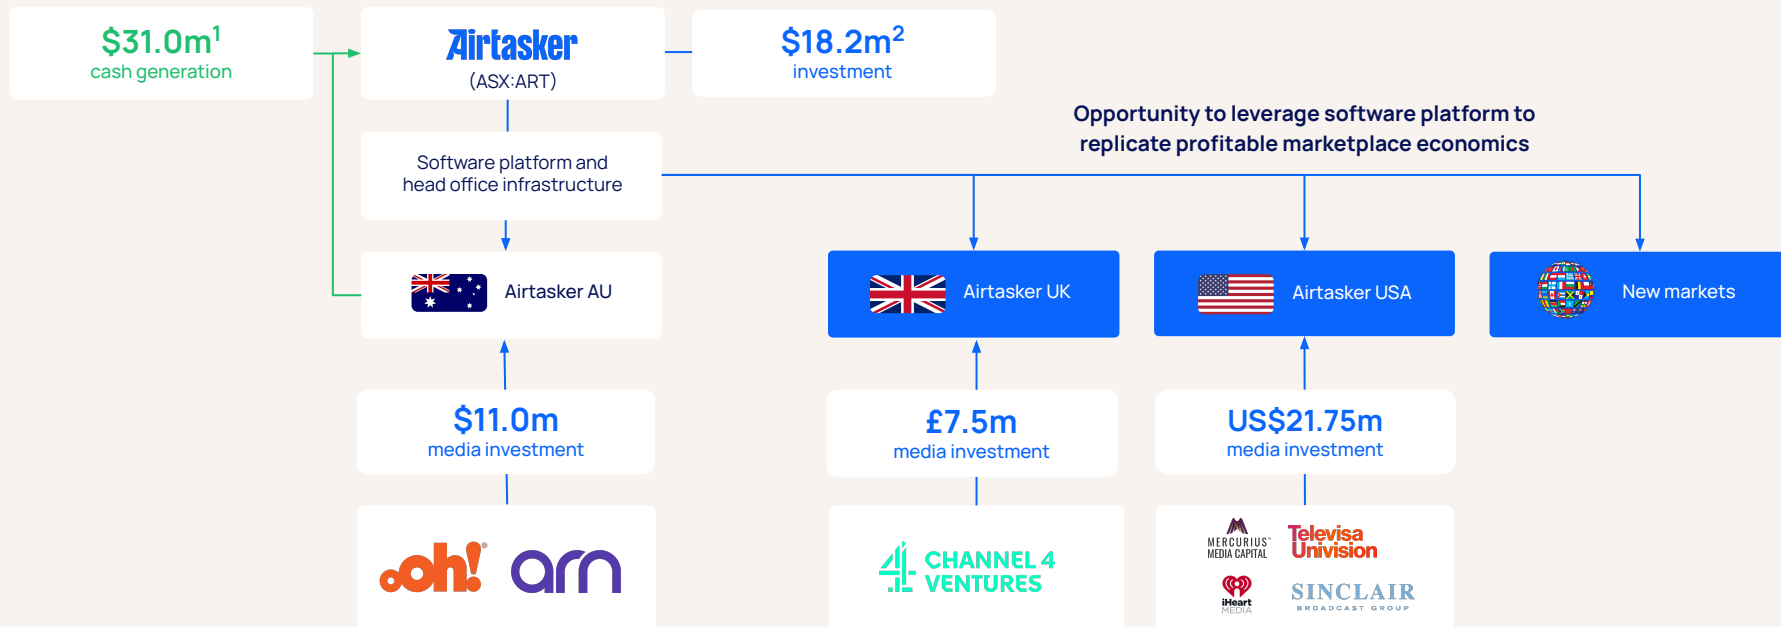 $31.0m1
cash generation
Airtasker
(ASX:ART)
$18.2m2
investment
Opportunity to leverage software platform to
replicate profitable marketplace economics
Software platform and
head office infrastructure
Airtasker AU
Airtasker UK
Airtasker USA
New markets
$11.0m
media investment
£7.5m
media investment
US$21.75m
media investment
ooh!®
arn
4 CHANNEL 4
VENTURES
MERCURIUS™
MEDIA CAPITAL
Televisa
Univision
iHeart
MEDIA
SINCLAIR
BROADCAST GROUP